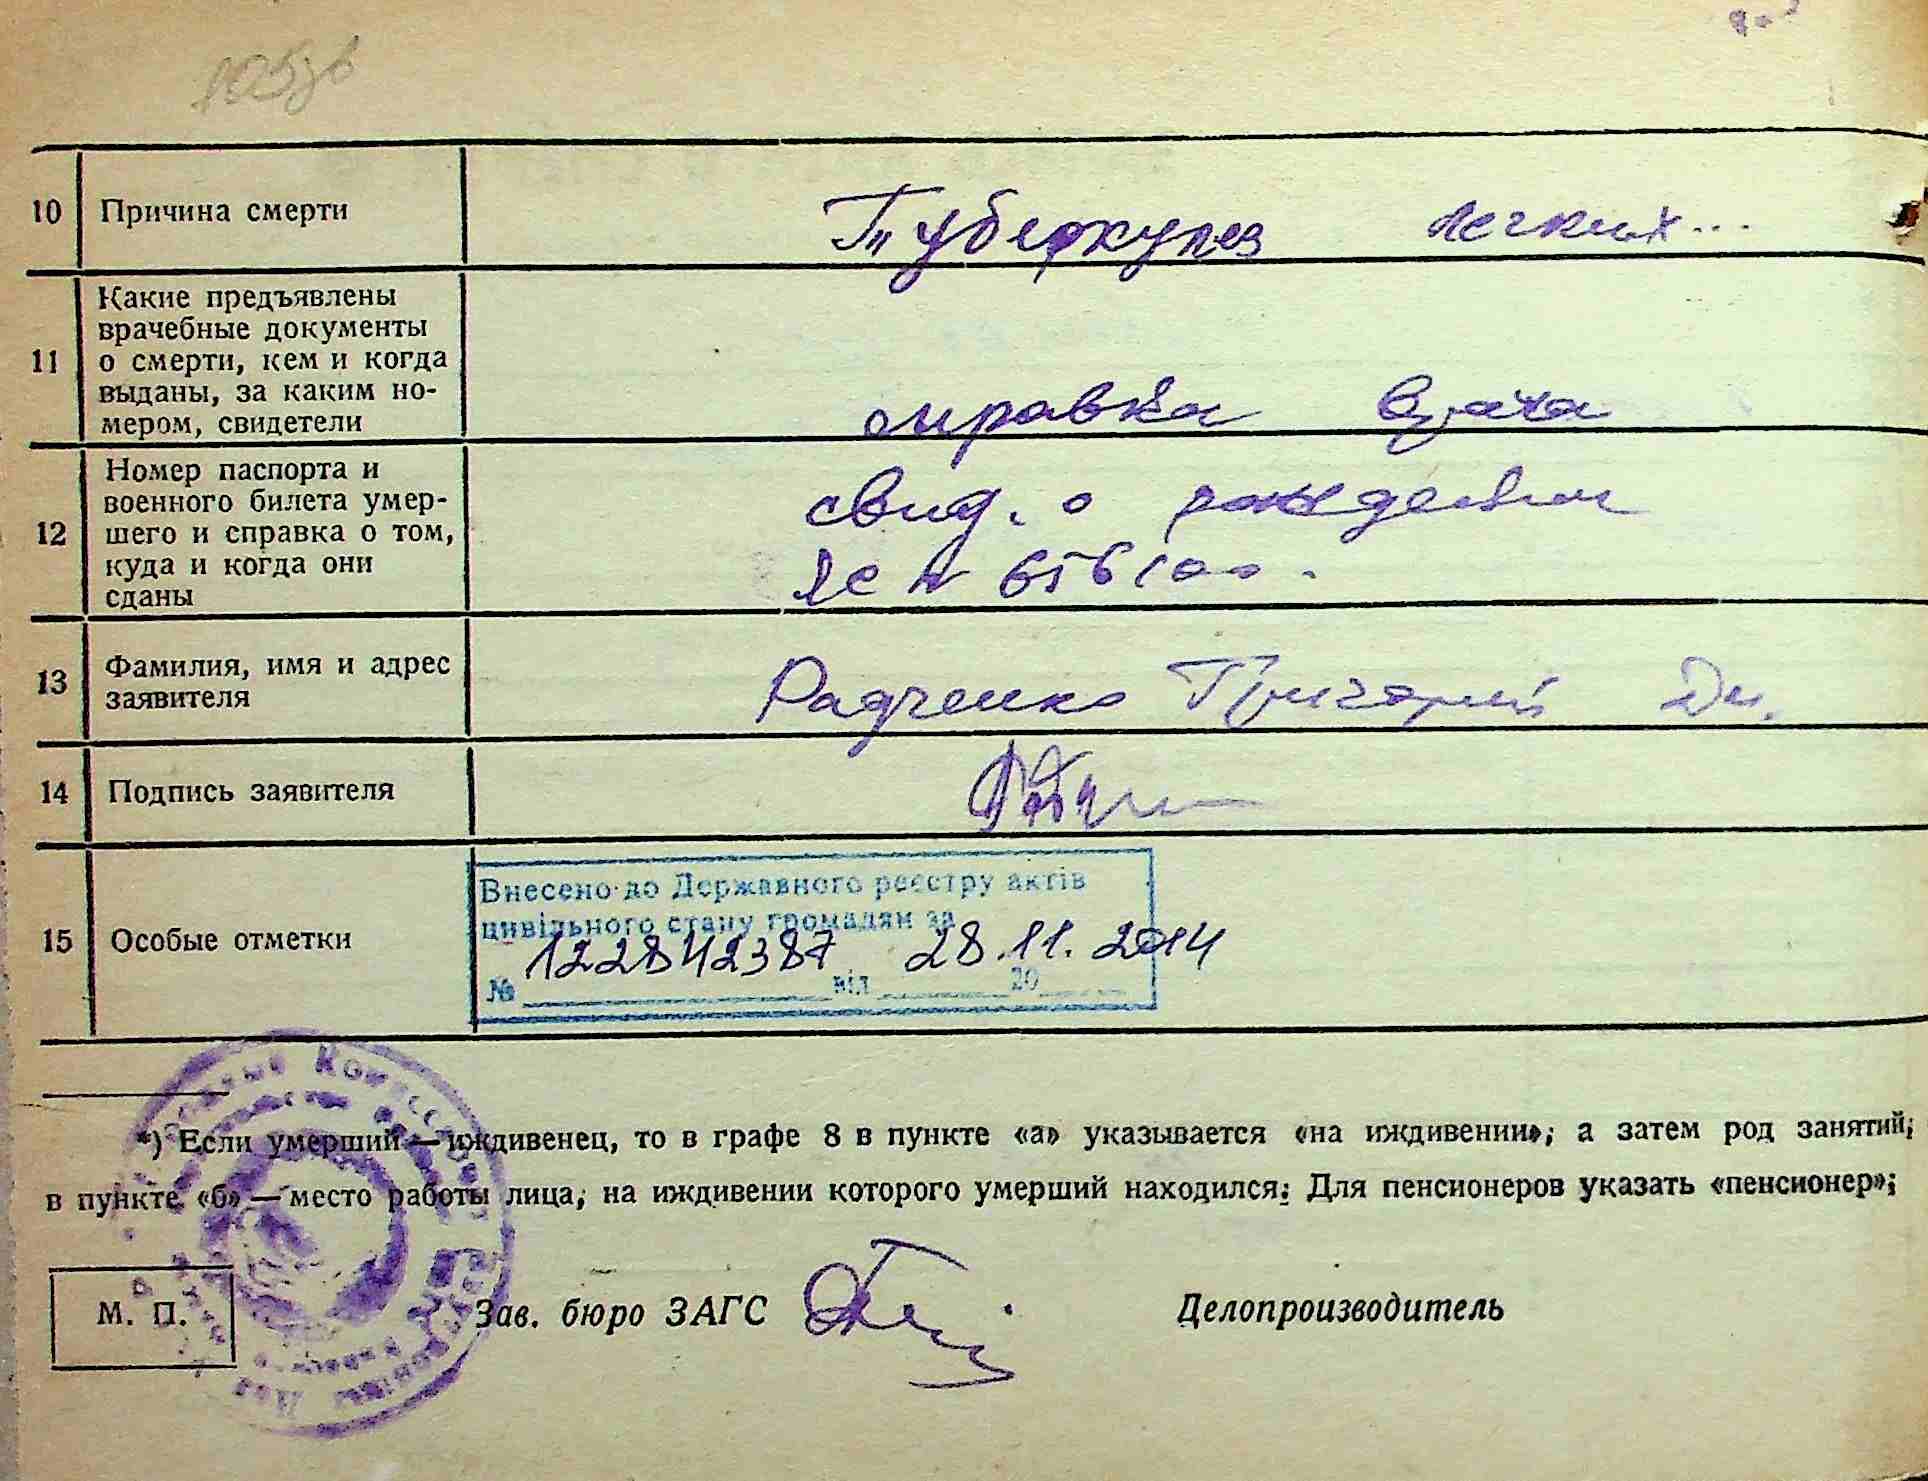 10 Причина смерти Туберкулез легких...
11 Какие предъявлены
врачебные документы
о смерти, кем и когда
выданы, за каким но-
мером, свидетели справка врача
12 Номер паспорта и
военного билета умер-
шего и справка о том,
куда и когда они
сданы
свид. о рождении
13 Фамилия, имя и адрес
заявителя
Радченко Григорий Дм.
14 Подпись заявителя
15 Особые отметки
Внесено до Державного реєстру актів
цивільного стану громадян за
№ 122842387 від 28.11.2014
20
*) Если умерший — иждивенец, то в графе 8 в пункте «а» указывается «на иждивении»; а затем род занятий;
в пункте «б» — место работы лица, на иждивении которого умерший находился; Для пенсионеров указать «пенсионер»;
М. П. Зав. бюро ЗАГС Делопроизводитель